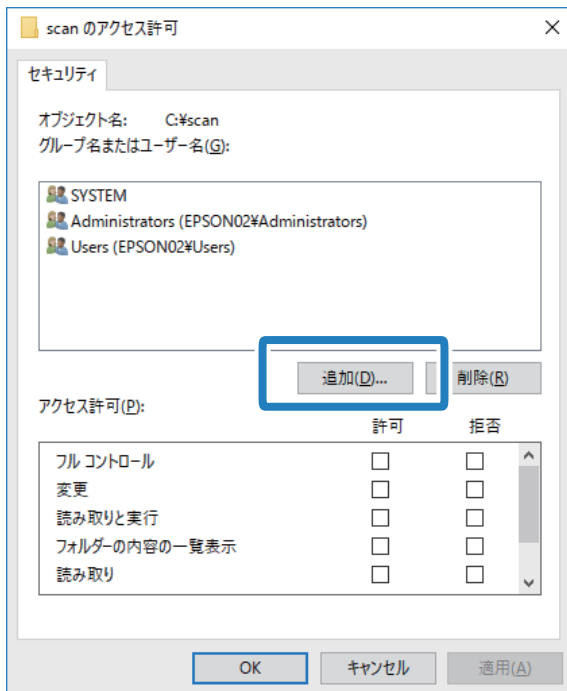 scan のアクセス許可
セキュリティ
オブジェクト名: C:¥scan
グループ名またはユーザー名(G):
SYSTEM
Administrators (EPSON02¥Administrators)
Users (EPSON02¥Users)
追加(D)... 削除(R)
アクセス許可(P): 許可 拒否
フル コントロール
変更
読み取りと実行
フォルダーの内容の一覧表示
読み取り
OK キャンセル 適用(A)